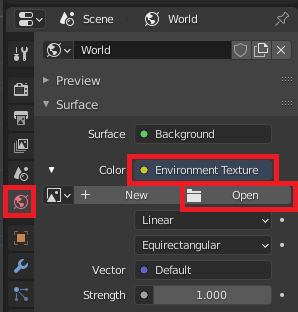 Scene > World
World
Preview
Surface
Surface Background
Color Environment Texture
+ New Open
Linear
Equirectangular
Vector Default
Strength 1.000